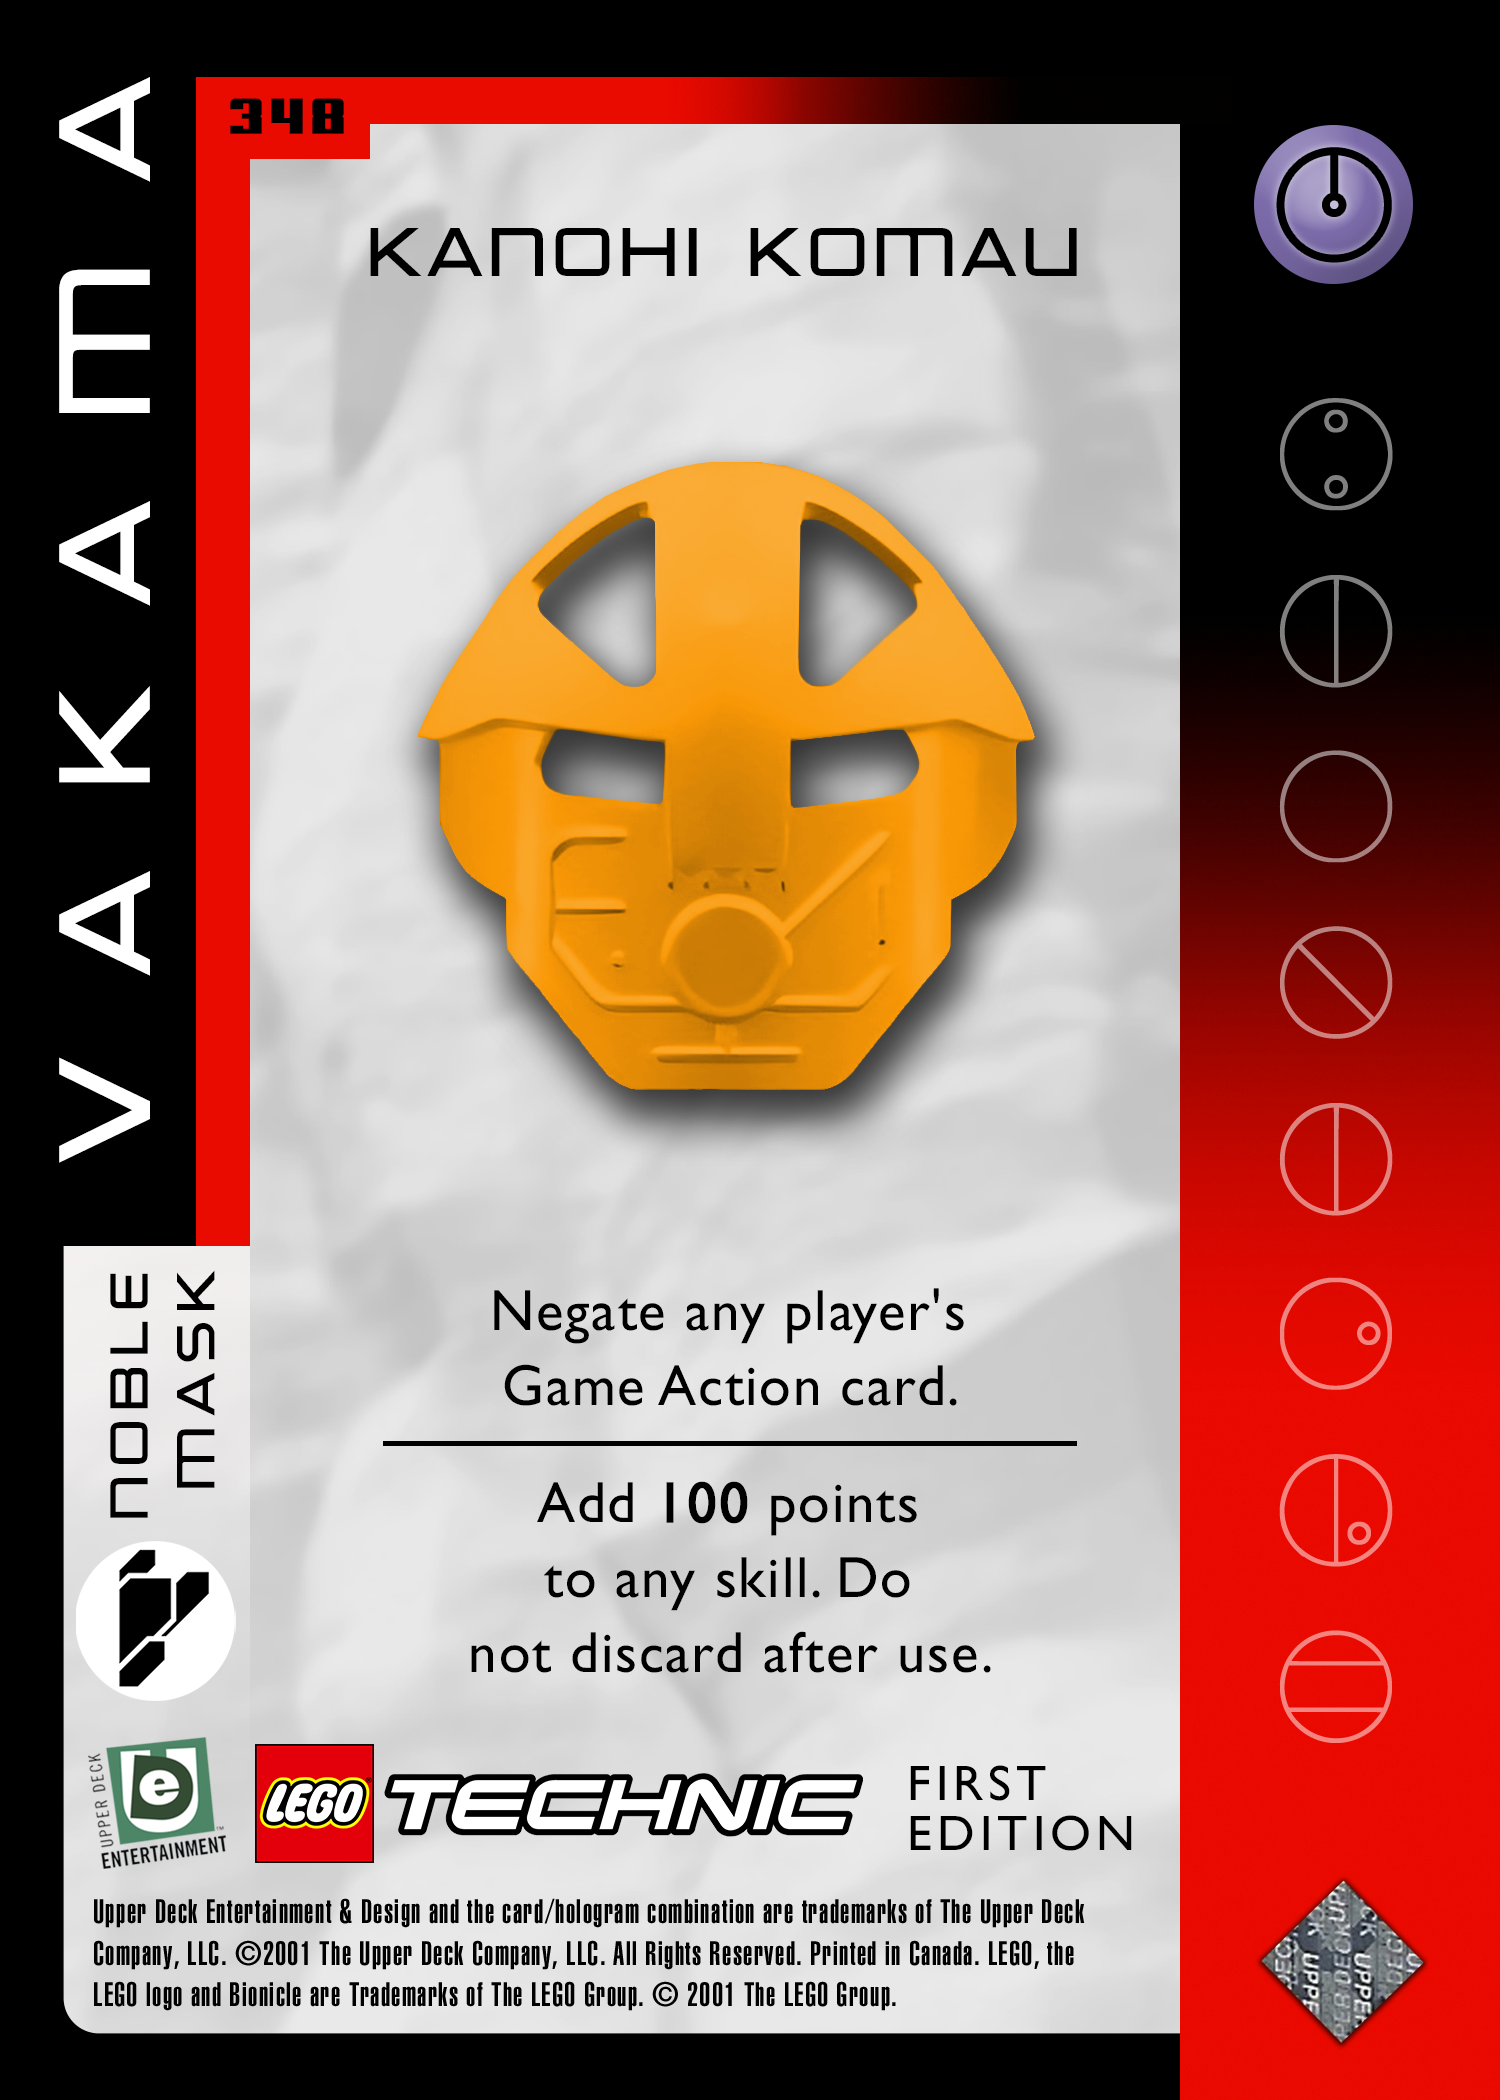 VAKAMA
348
KANOHI KOMAU
NOBLE
MASK
Negate any player's
Game Action card.
Add 100 points
to any skill. Do
not discard after use.
UPPER DECK
e
ENTERTAINMENT™
LEGO
TECHNIC
FIRST
EDITION
Upper Deck Entertainment & Design and the card/hologram combination are trademarks of The Upper Deck
Company, LLC. ©2001 The Upper Deck Company, LLC. All Rights Reserved. Printed in Canada. LEGO, the
LEGO logo and Bionicle are Trademarks of The LEGO Group. © 2001 The LEGO Group.